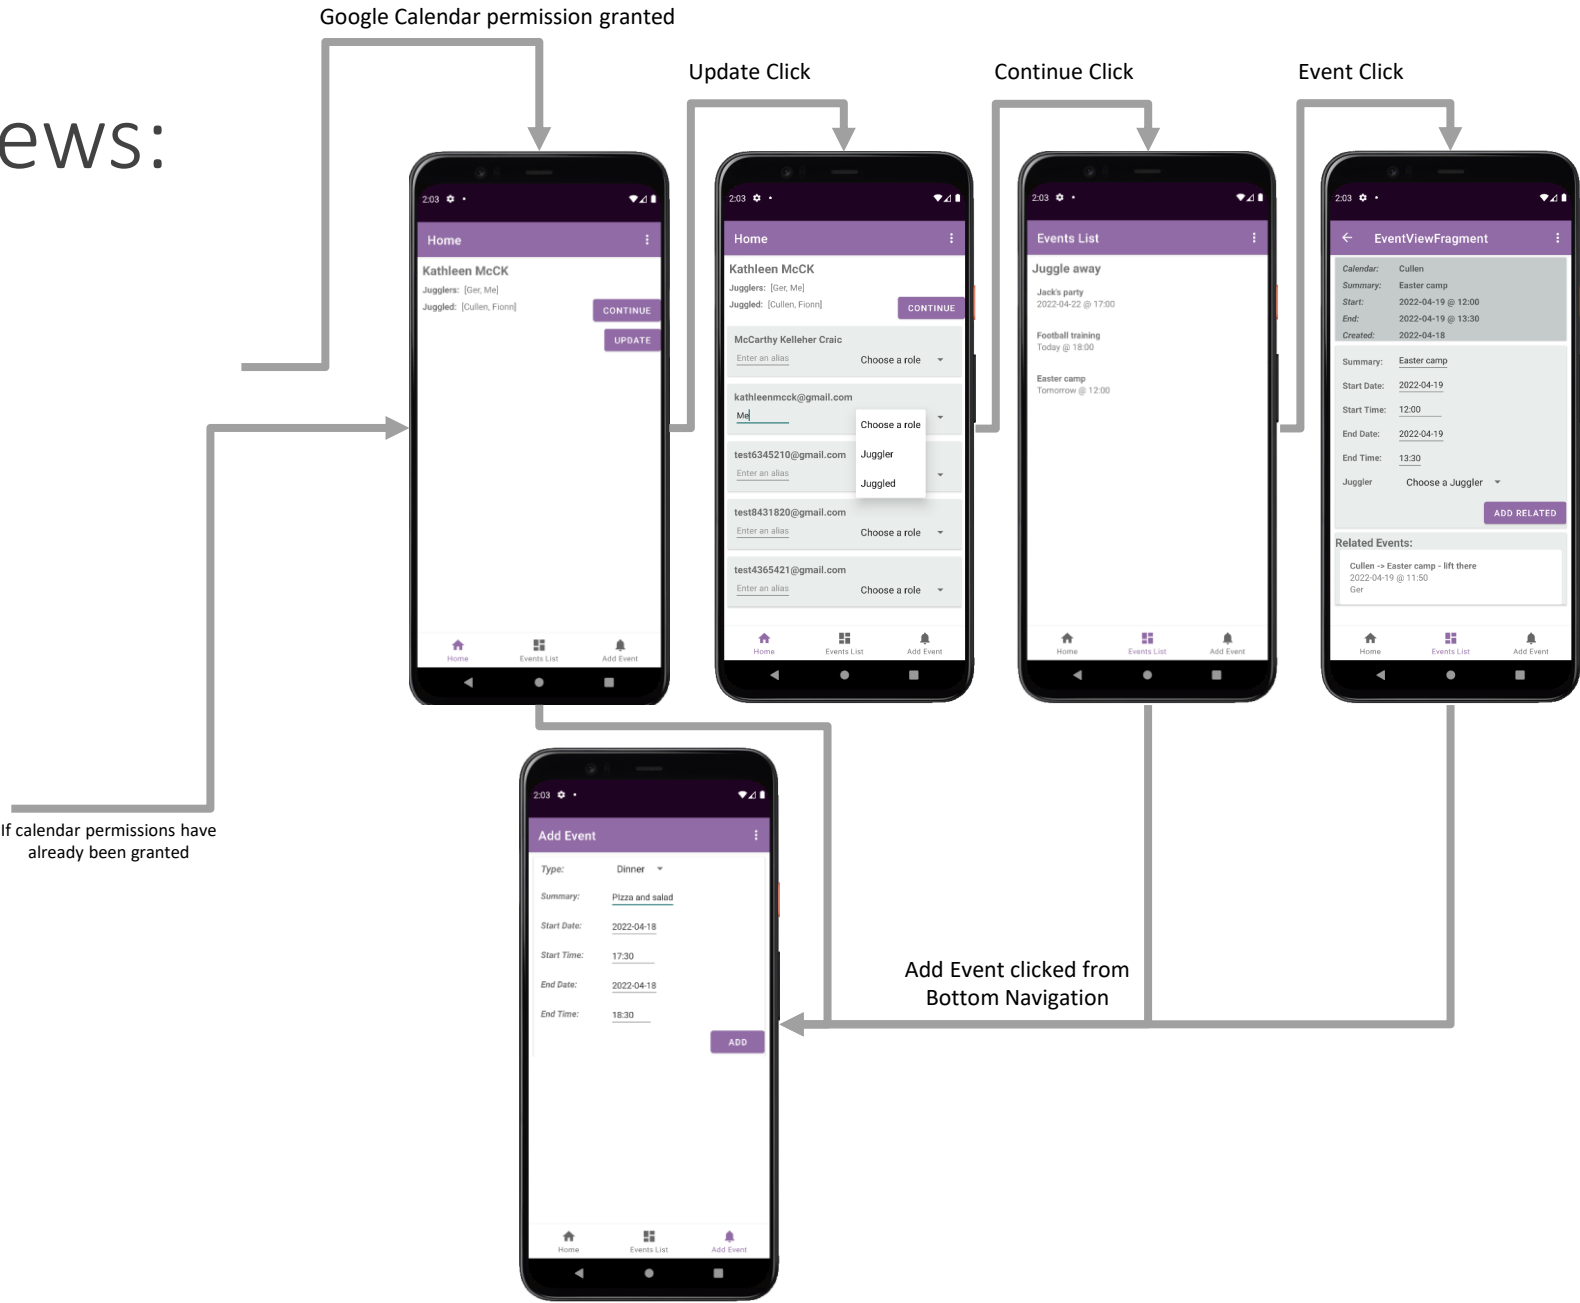 Google Calendar permission granted
Update Click
Continue Click
Event Click
ews:
2:03
Home
Kathleen McCK
Jugglers: [Ger, Me]
Juggled: [Cullen, Fionn]
CONTINUE
UPDATE
Home Events List Add Event
2:03
Home
Kathleen McCK
Jugglers: [Ger, Me]
Juggled: [Cullen, Fionn]
CONTINUE
McCarthy Kelleher Craic
Enter an alias Choose a role
kathleenmcck@gmail.com
Me
Choose a role
Juggler
Juggled
test6345210@gmail.com
Enter an alias
test8431820@gmail.com
Enter an alias Choose a role
test4365421@gmail.com
Enter an alias Choose a role
Home Events List Add Event
2:03
Events List
Juggle away
Jack's party
2022-04-22 @ 17:00
Football training
Today @ 18:00
Easter camp
Tomorrow @ 12:00
Home Events List Add Event
2:03
EventViewFragment
Calendar: Cullen
Summary: Easter camp
Start: 2022-04-19 @ 12:00
End: 2022-04-19 @ 13:30
Created: 2022-04-18
Summary: Easter camp
Start Date: 2022-04-19
Start Time: 12:00
End Date: 2022-04-19
End Time: 13:30
Juggler Choose a Juggler
ADD RELATED
Related Events:
Cullen -> Easter camp - lift there
2022-04-19 @ 11:50
Ger
Home Events List Add Event
If calendar permissions have
already been granted
2:03
Add Event
Type: Dinner
Summary: Pizza and salad
Start Date: 2022-04-18
Start Time: 17:30
End Date: 2022-04-18
End Time: 18:30
ADD
Home Events List Add Event
Add Event clicked from
Bottom Navigation